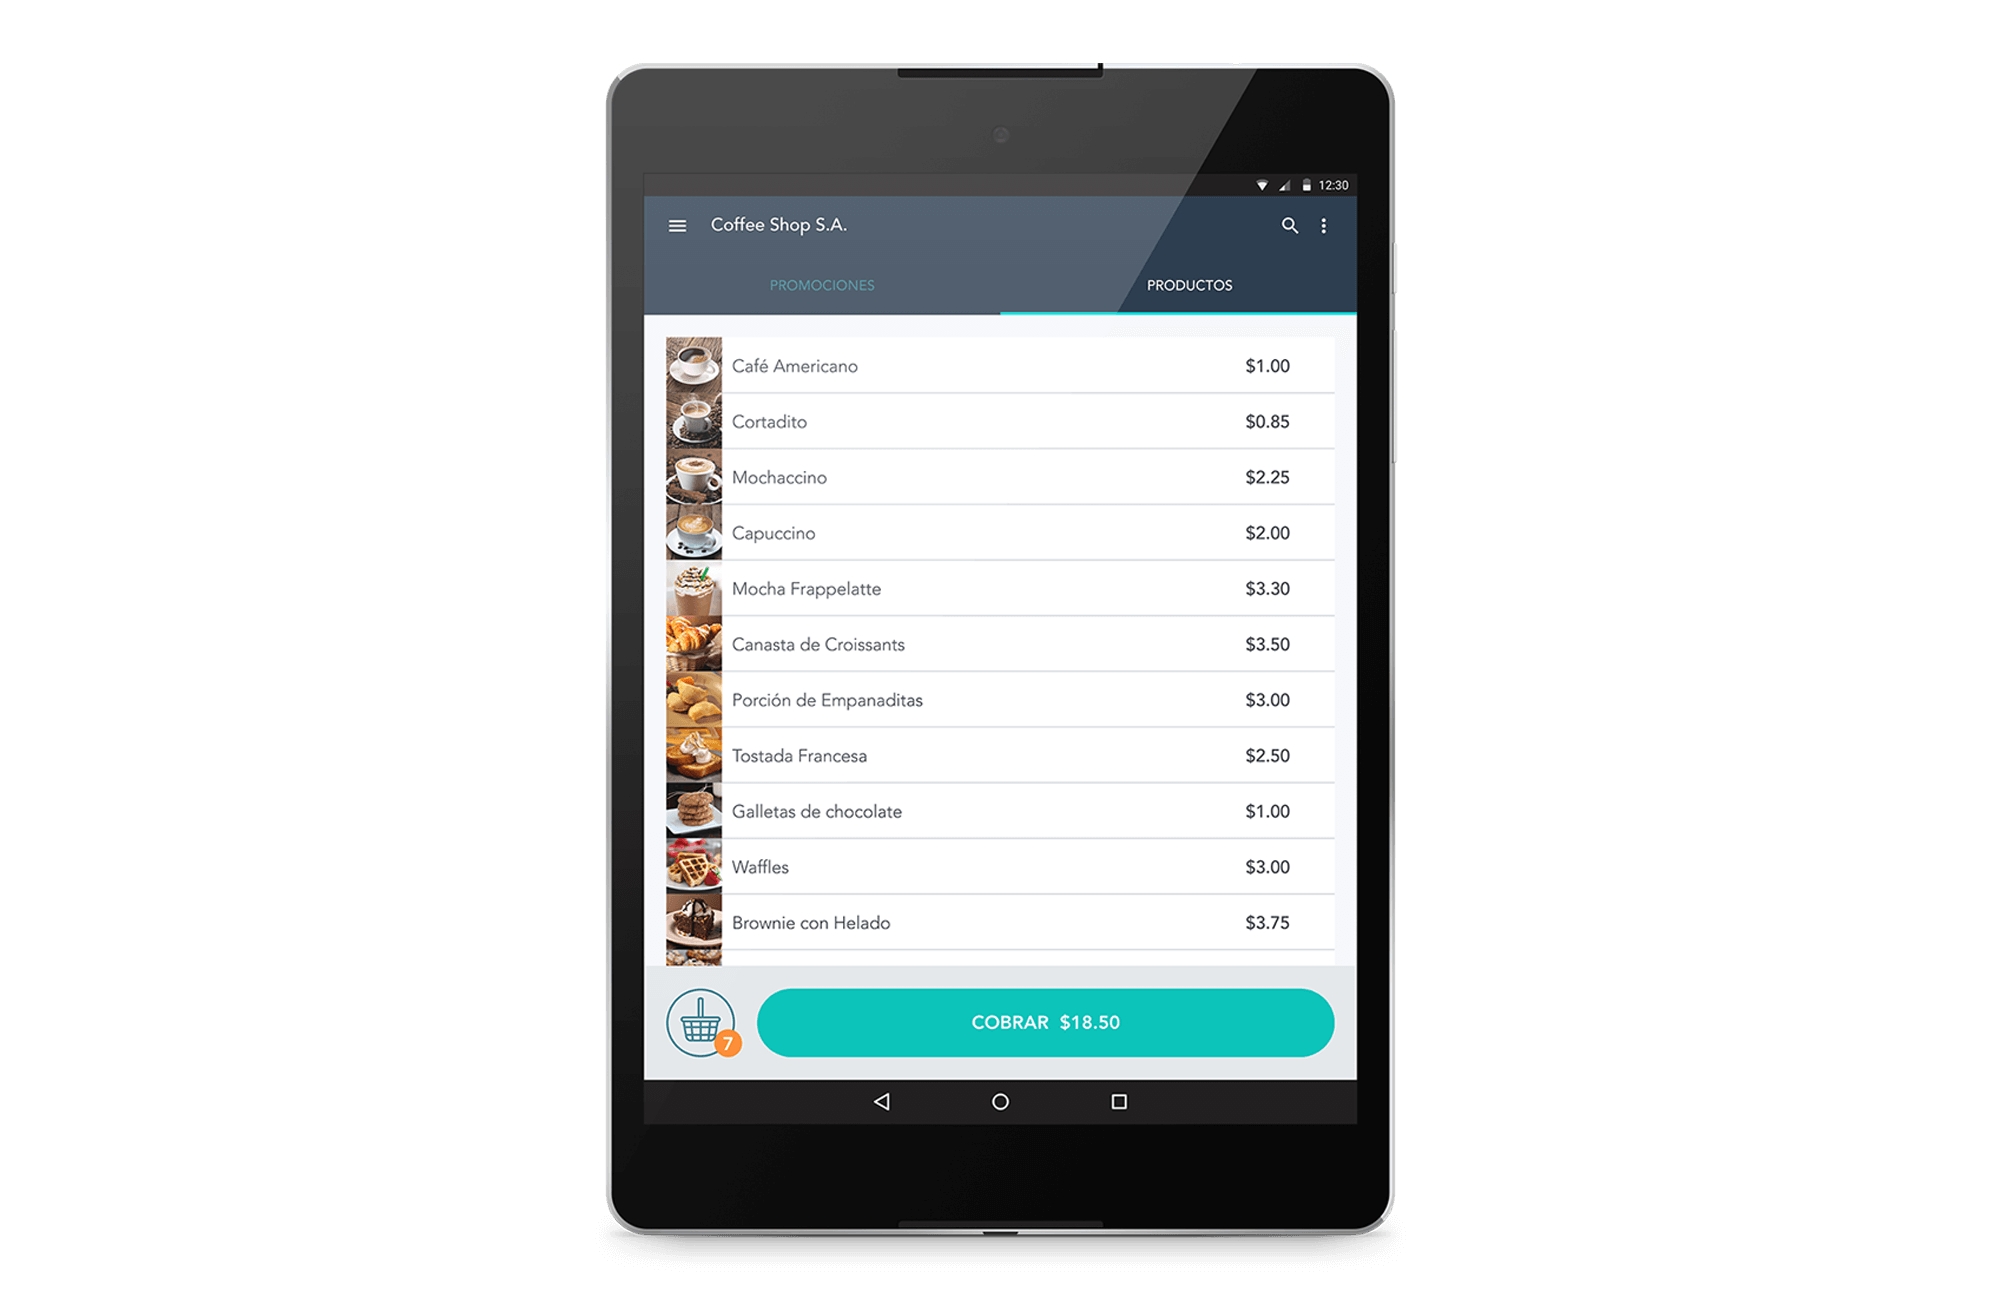 12:30
Coffee Shop S.A.
PROMOCIONES PRODUCTOS
Café Americano $1.00
Cortadito $0.85
Mochaccino $2.25
Capuccino $2.00
Mocha Frappelatte $3.30
Canasta de Croissants $3.50
Porción de Empanaditas $3.00
Tostada Francesa $2.50
Galletas de chocolate $1.00
Waffles $3.00
Brownie con Helado $3.75
7 COBRAR $18.50